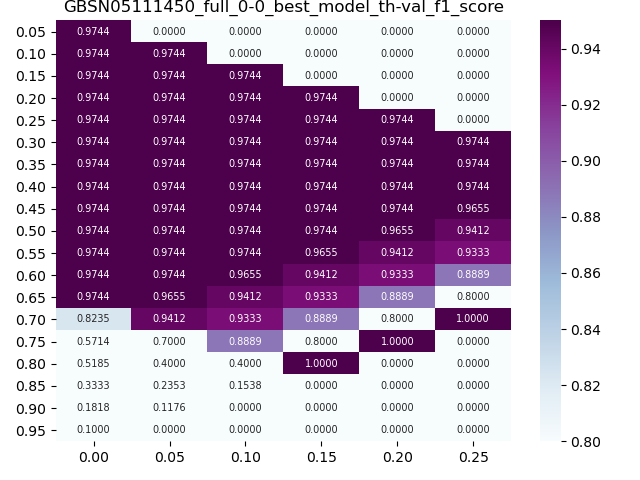 GBSN05111450_full_0-0_best_model_th-val_f1_score
0.05 0.9744 0.0000 0.0000 0.0000 0.0000 0.0000
0.10 0.9744 0.9744 0.0000 0.0000 0.0000 0.0000
0.15 0.9744 0.9744 0.9744 0.0000 0.0000 0.0000
0.20 0.9744 0.9744 0.9744 0.9744 0.0000 0.0000
0.25 0.9744 0.9744 0.9744 0.9744 0.9744 0.0000
0.30 0.9744 0.9744 0.9744 0.9744 0.9744 0.9744
0.35 0.9744 0.9744 0.9744 0.9744 0.9744 0.9744
0.40 0.9744 0.9744 0.9744 0.9744 0.9744 0.9744
0.45 0.9744 0.9744 0.9744 0.9744 0.9744 0.9655
0.50 0.9744 0.9744 0.9744 0.9744 0.9655 0.9412
0.55 0.9744 0.9744 0.9744 0.9655 0.9412 0.9333
0.60 0.9744 0.9744 0.9655 0.9412 0.9333 0.8889
0.65 0.9744 0.9655 0.9412 0.9333 0.8889 0.8000
0.70 0.8235 0.9412 0.9333 0.8889 0.8000 1.0000
0.75 0.5714 0.7000 0.8889 0.8000 1.0000 0.0000
0.80 0.5185 0.4000 0.4000 1.0000 0.0000 0.0000
0.85 0.3333 0.2353 0.1538 0.0000 0.0000 0.0000
0.90 0.1818 0.1176 0.0000 0.0000 0.0000 0.0000
0.95 0.1000 0.0000 0.0000 0.0000 0.0000 0.0000
0.00 0.05 0.10 0.15 0.20 0.25
0.94
0.92
0.90
0.88
0.86
0.84
0.82
0.80